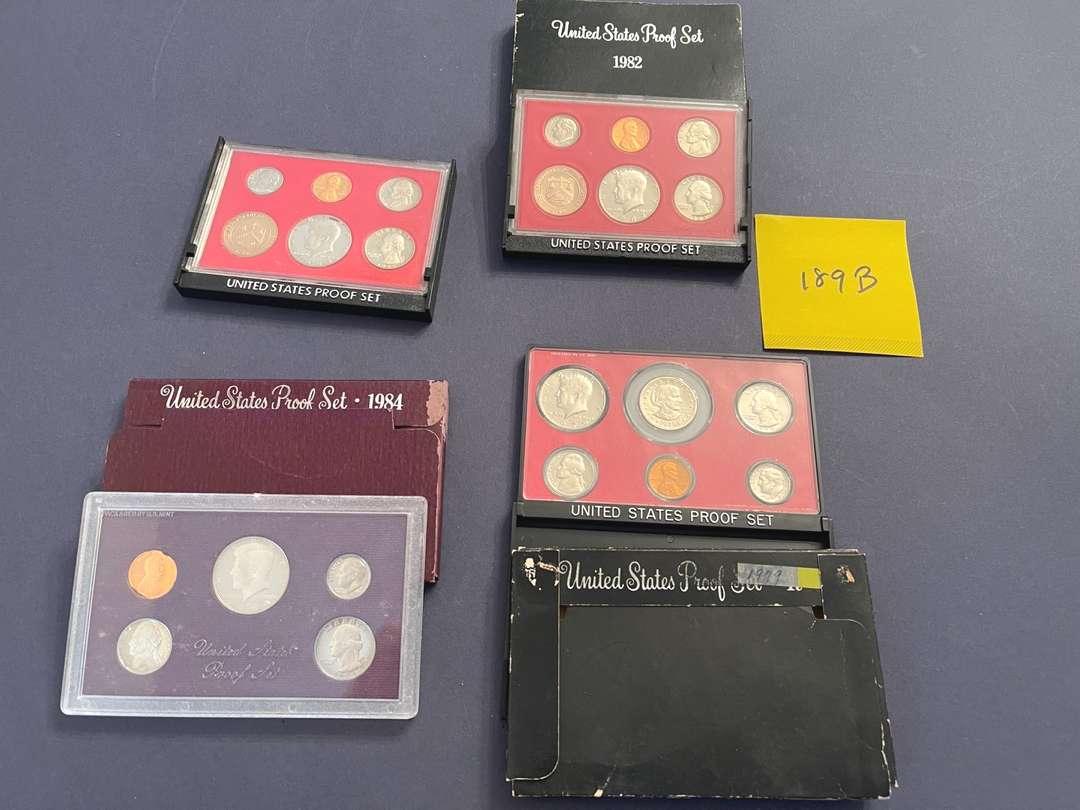 United States Proof Set
1982
UNITED STATES PROOF SET
UNITED STATES PROOF SET
189B
United States Proof Set · 1984
UNITED STATES PROOF SET
United States Proof Set 1979
United States
Proof Set